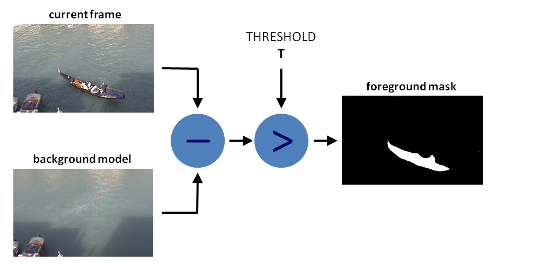 current frame
THRESHOLD
T
foreground mask
−
>
background model